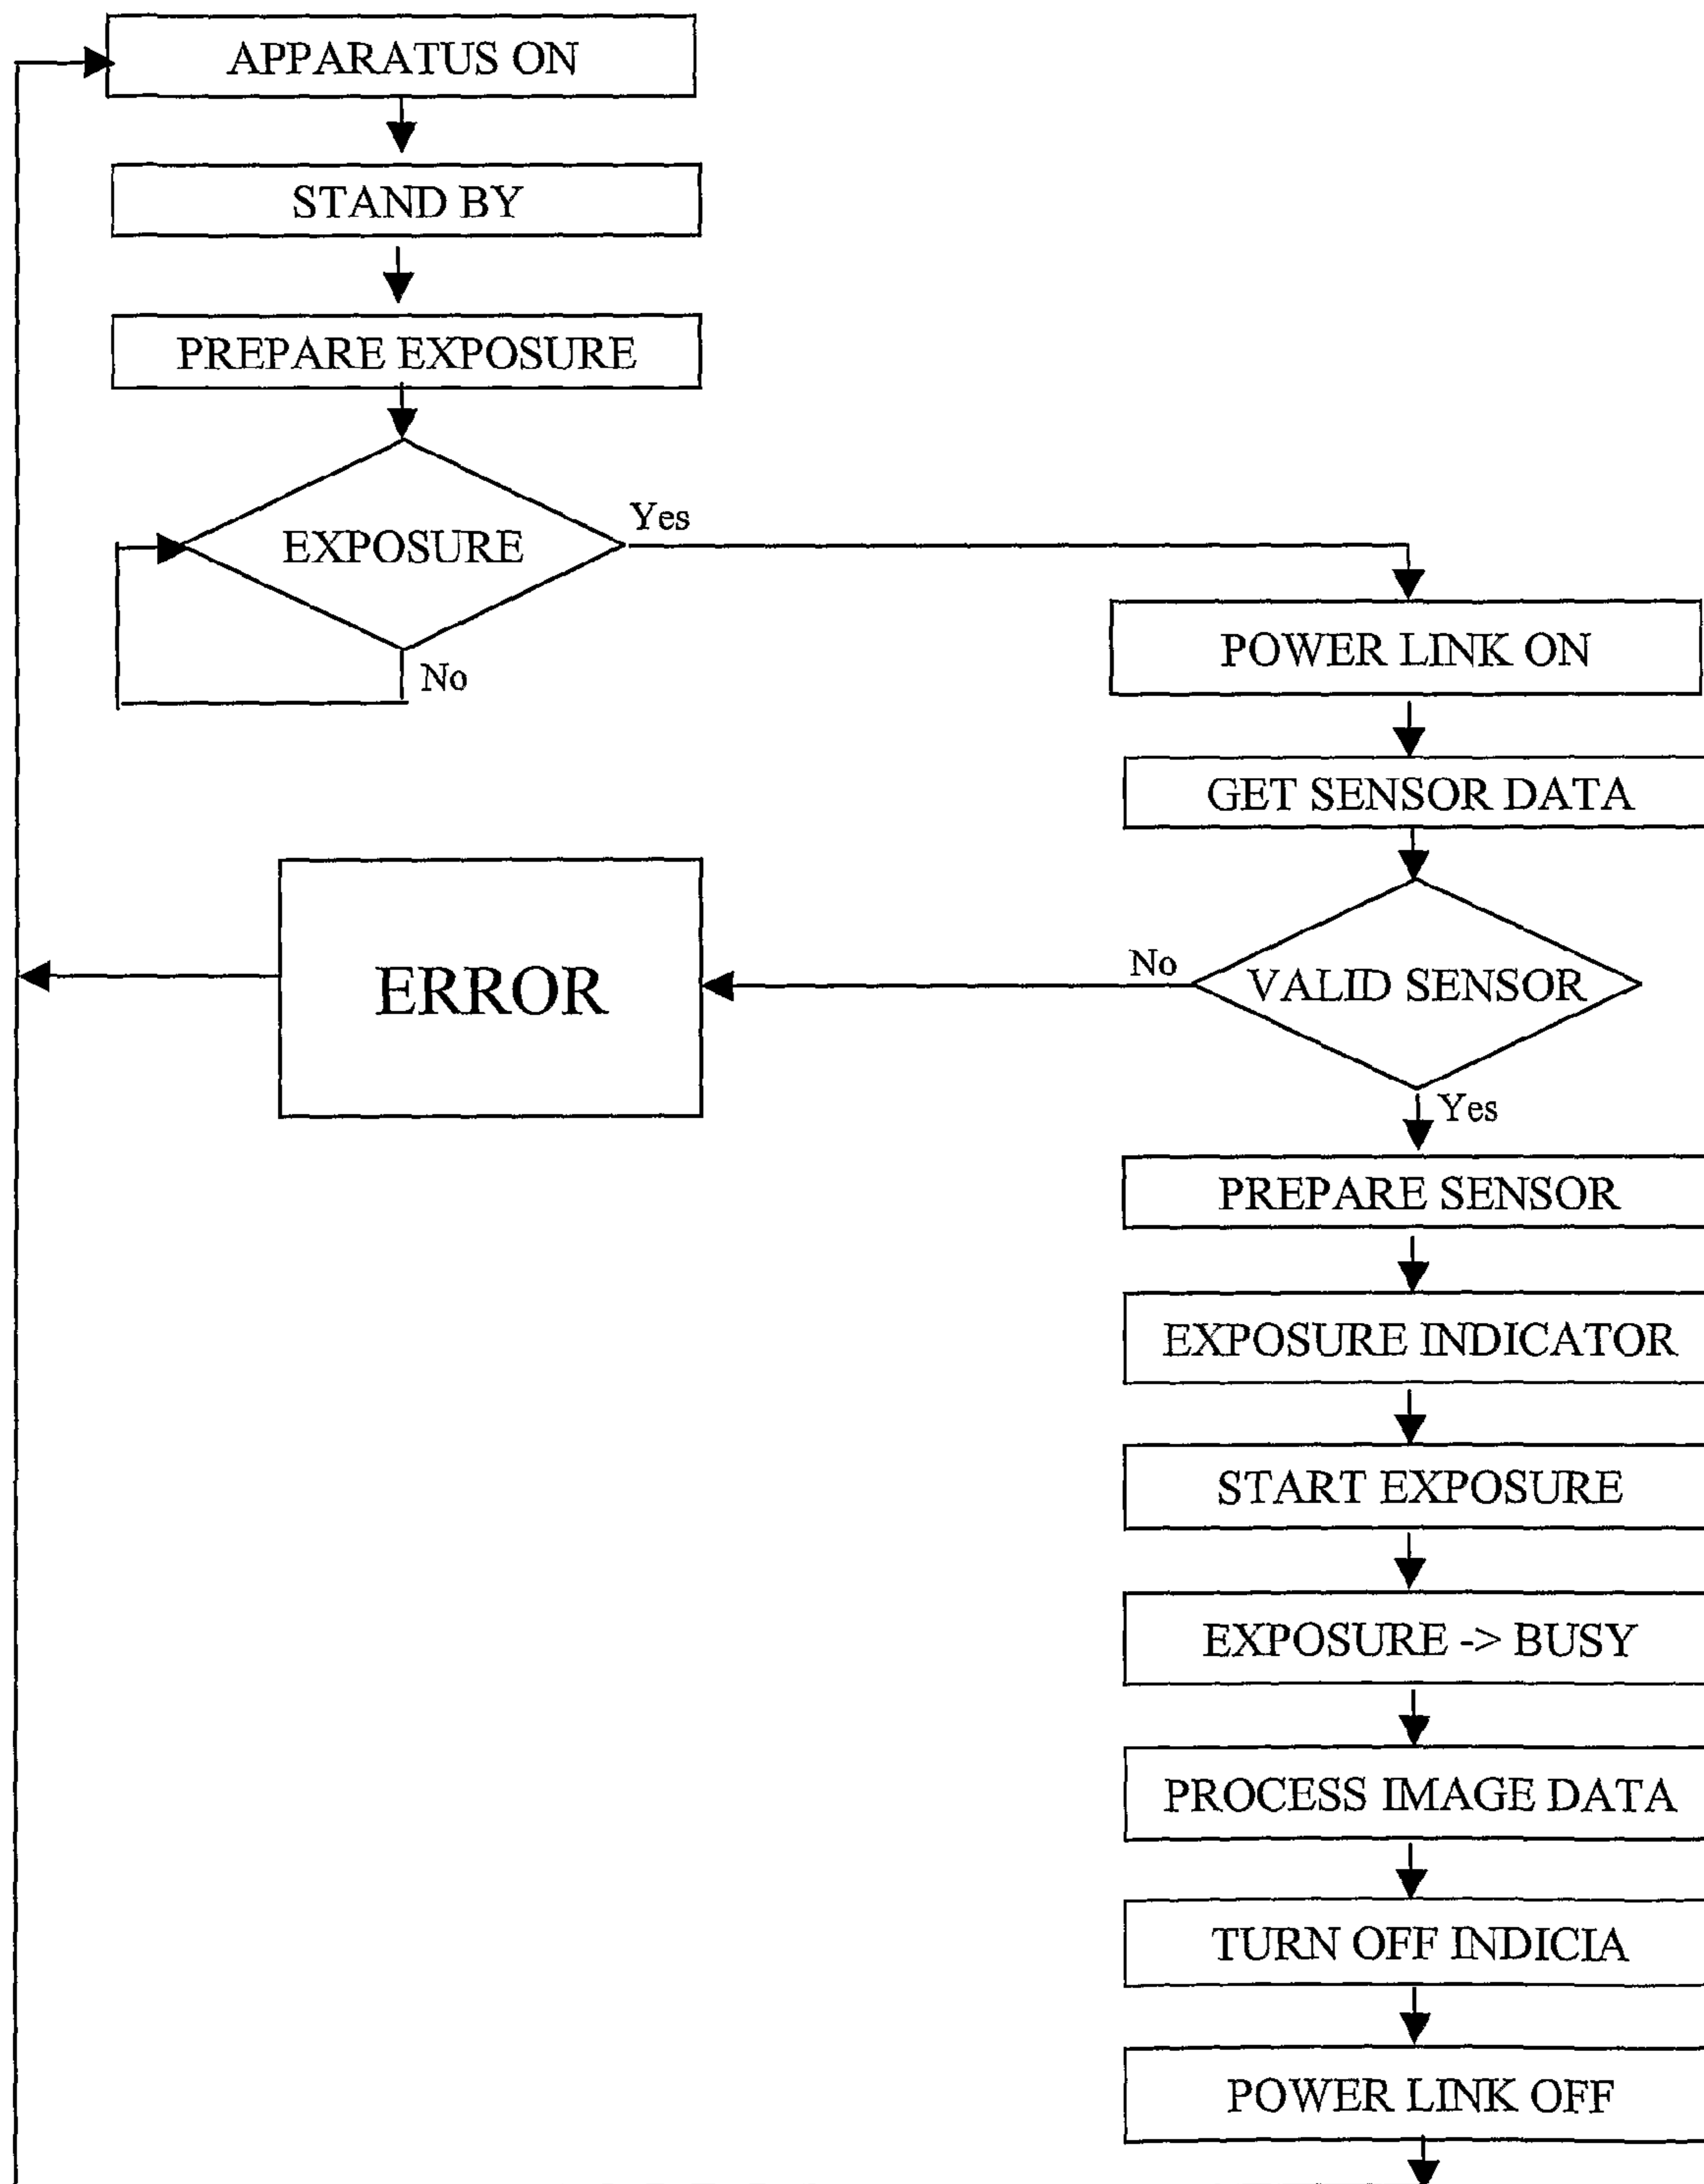 APPARATUS ON
STAND BY
PREPARE EXPOSURE
EXPOSURE
Yes
No
POWER LINK ON
GET SENSOR DATA
VALID SENSOR
No
ERROR
Yes
PREPARE SENSOR
EXPOSURE INDICATOR
START EXPOSURE
EXPOSURE -> BUSY
PROCESS IMAGE DATA
TURN OFF INDICIA
POWER LINK OFF